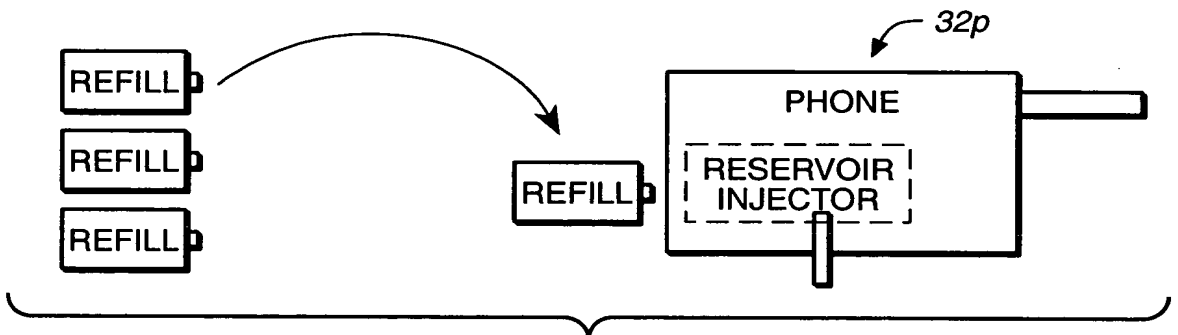 32p
REFILL
PHONE
REFILL
RESERVOIR
INJECTOR
REFILL
REFILL